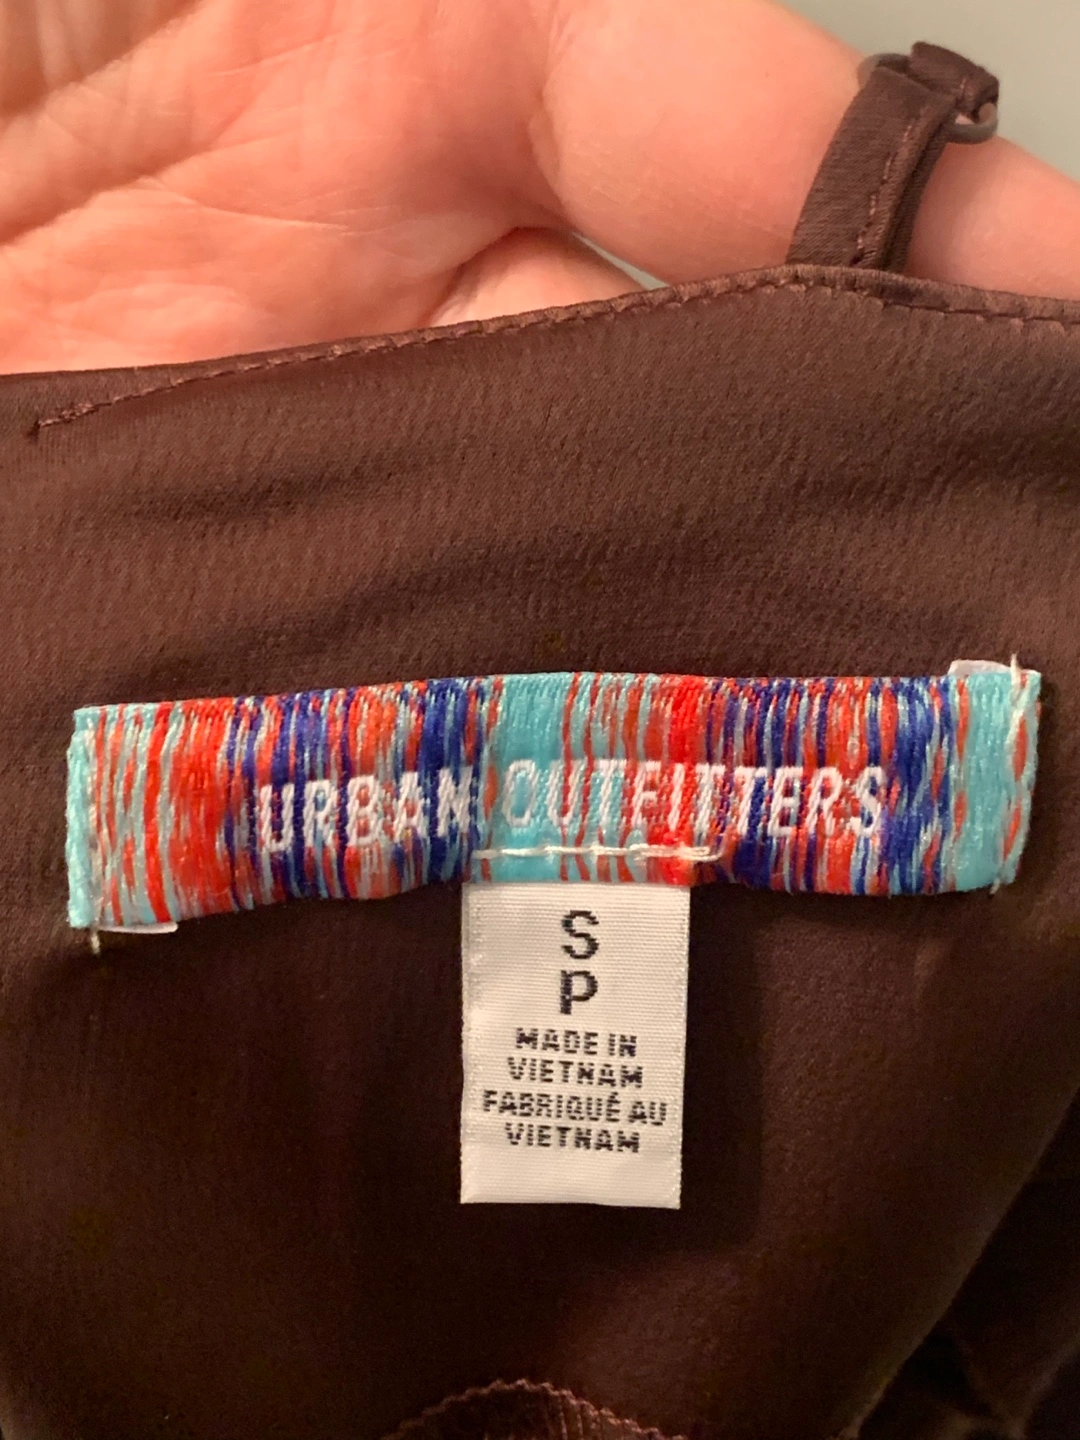 URBAN OUTFITTERS
S
P
MADE IN
VIETNAM
FABRIQUÉ AU
VIETNAM